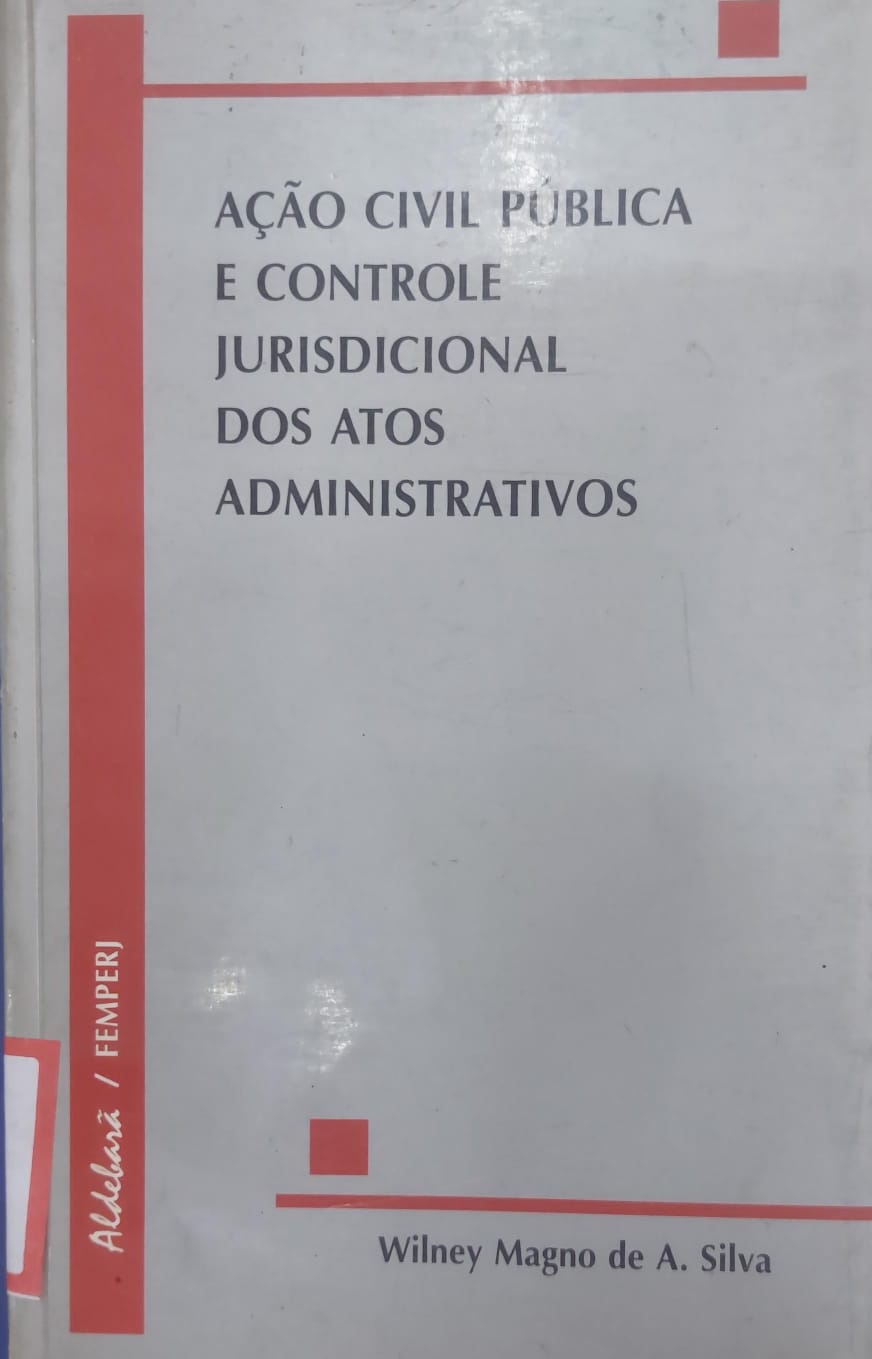 AÇÃO CIVIL PÚBLICA
E CONTROLE
JURISDICIONAL
DOS ATOS
ADMINISTRATIVOS
Aldebarã / FEMPERJ
Wilney Magno de A. Silva